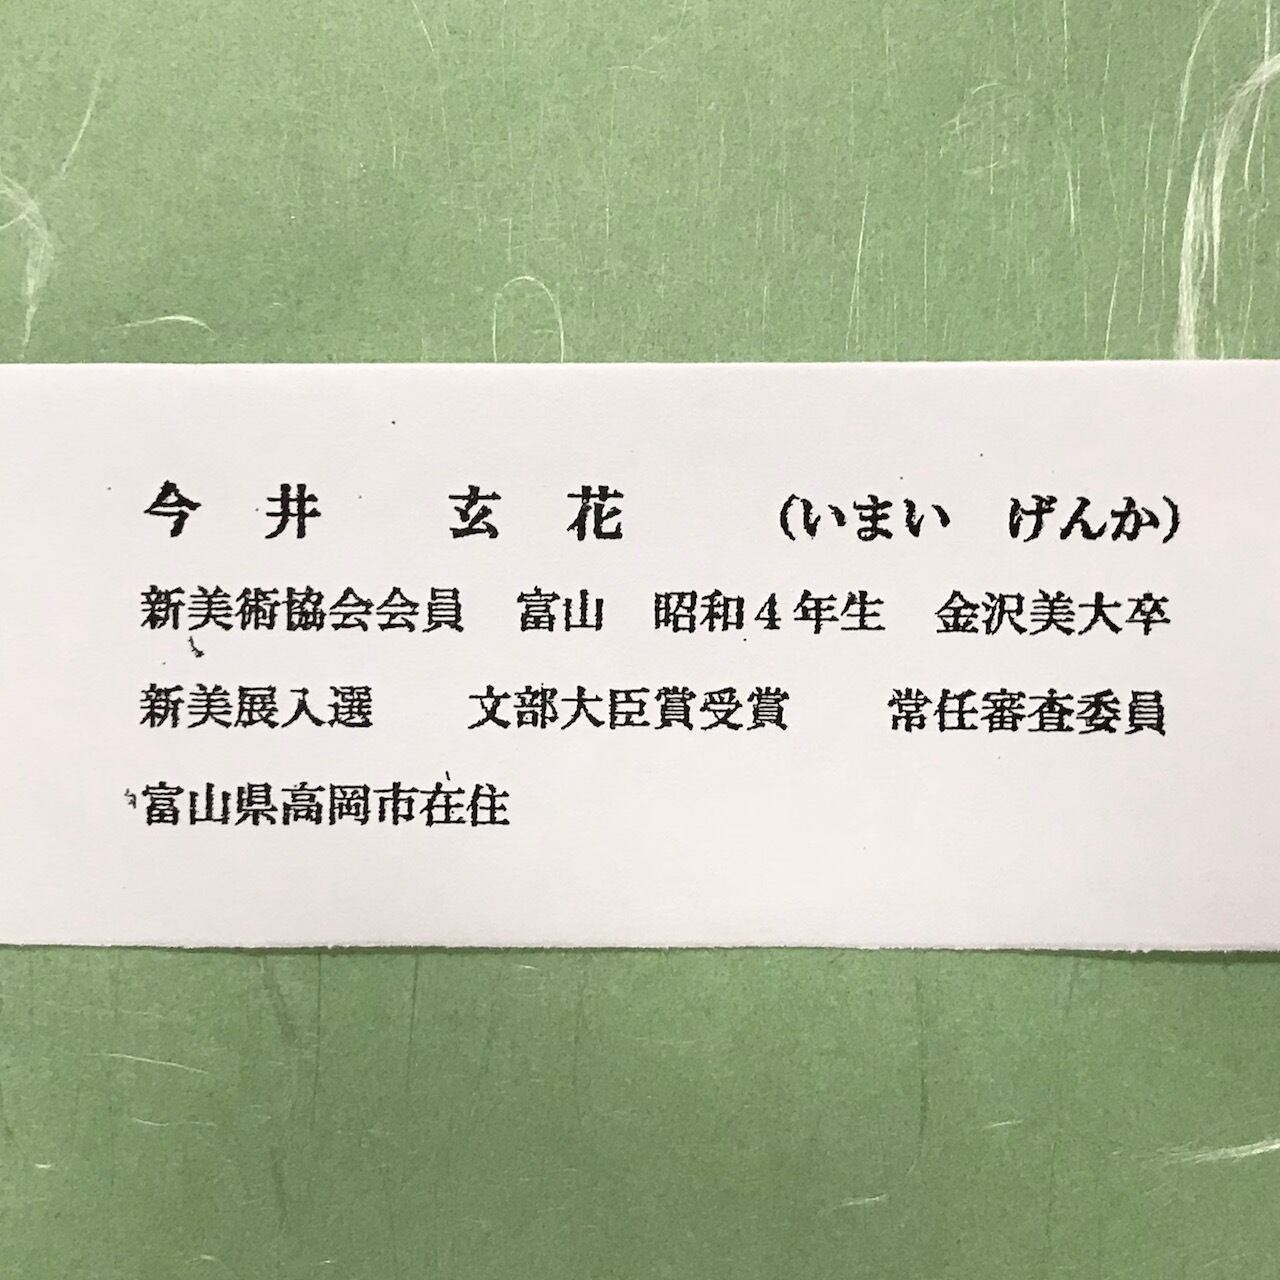 今井　玄花　（いまい　げんか）
新美術協会会員　富山　昭和４年生　金沢美大卒
新美展入選　文部大臣賞受賞　常任審査委員
富山県高岡市在住